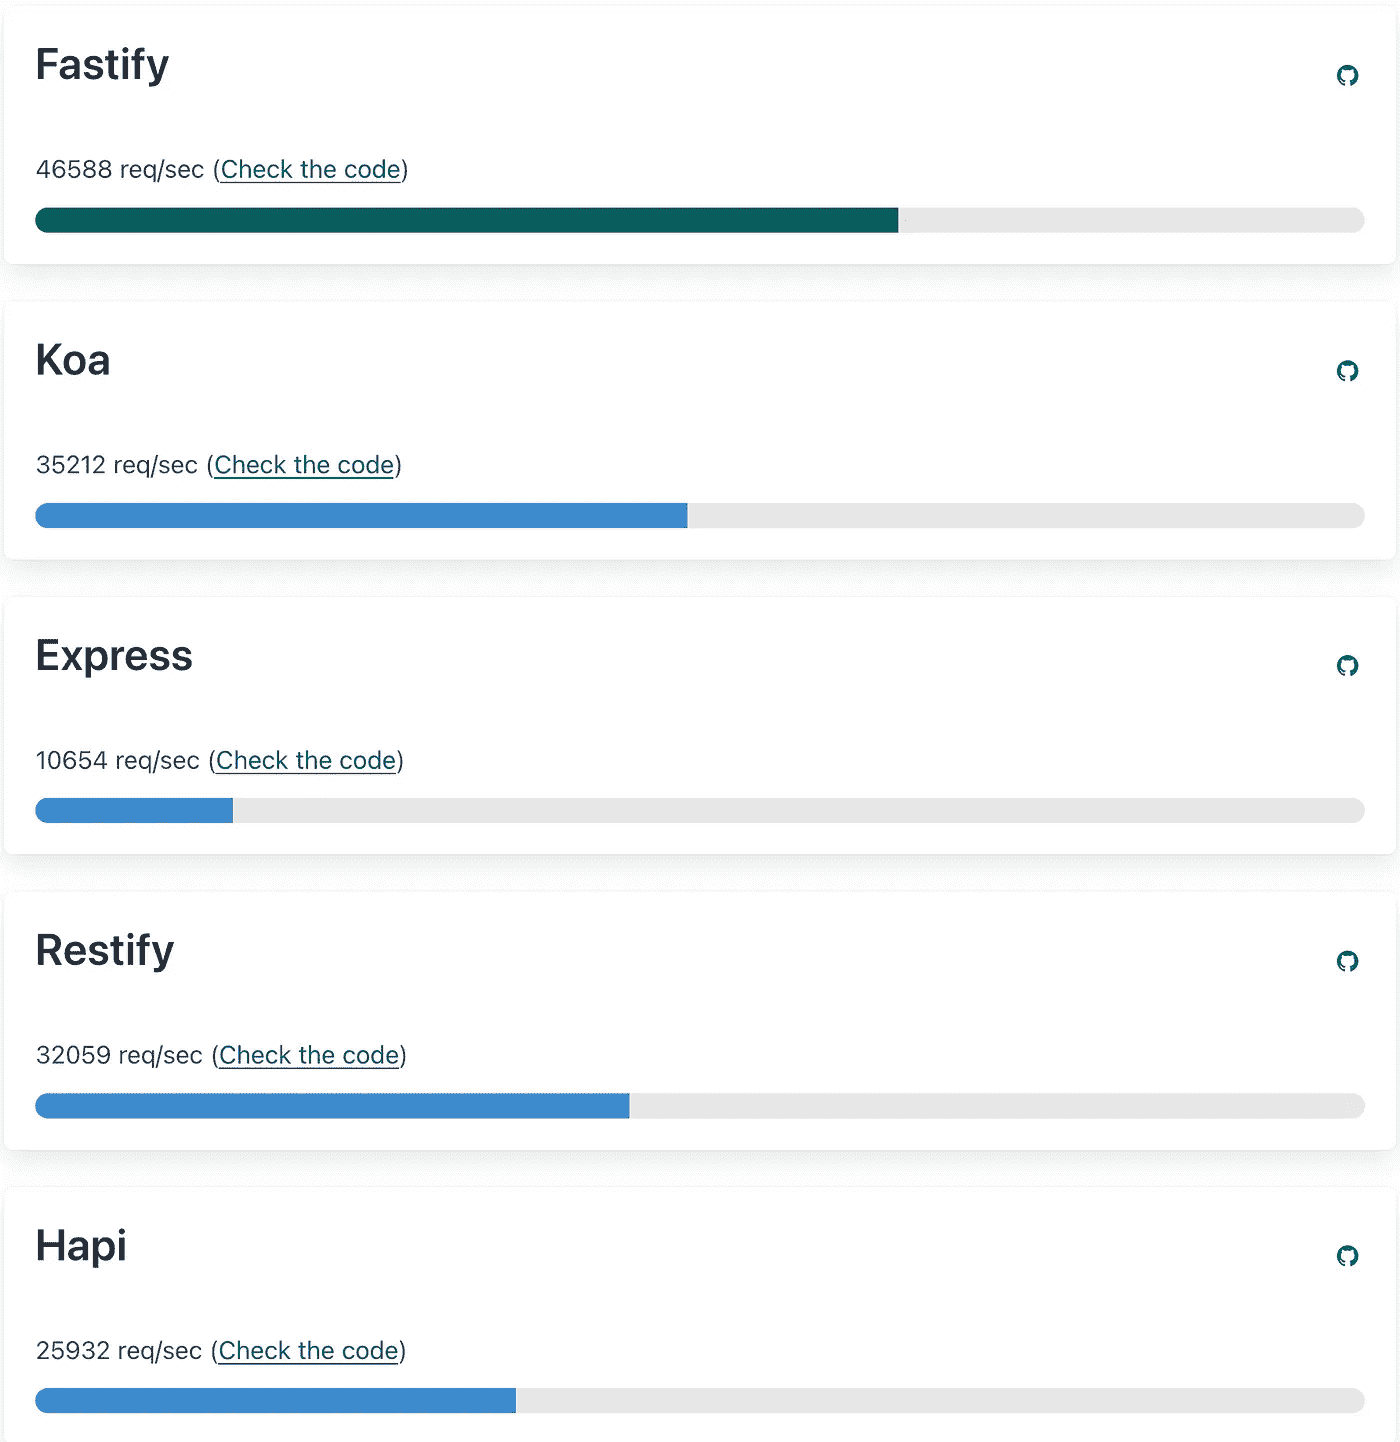 Fastify
46588 req/sec (Check the code)
Koa
35212 req/sec (Check the code)
Express
10654 req/sec (Check the code)
Restify
32059 req/sec (Check the code)
Hapi
25932 req/sec (Check the code)